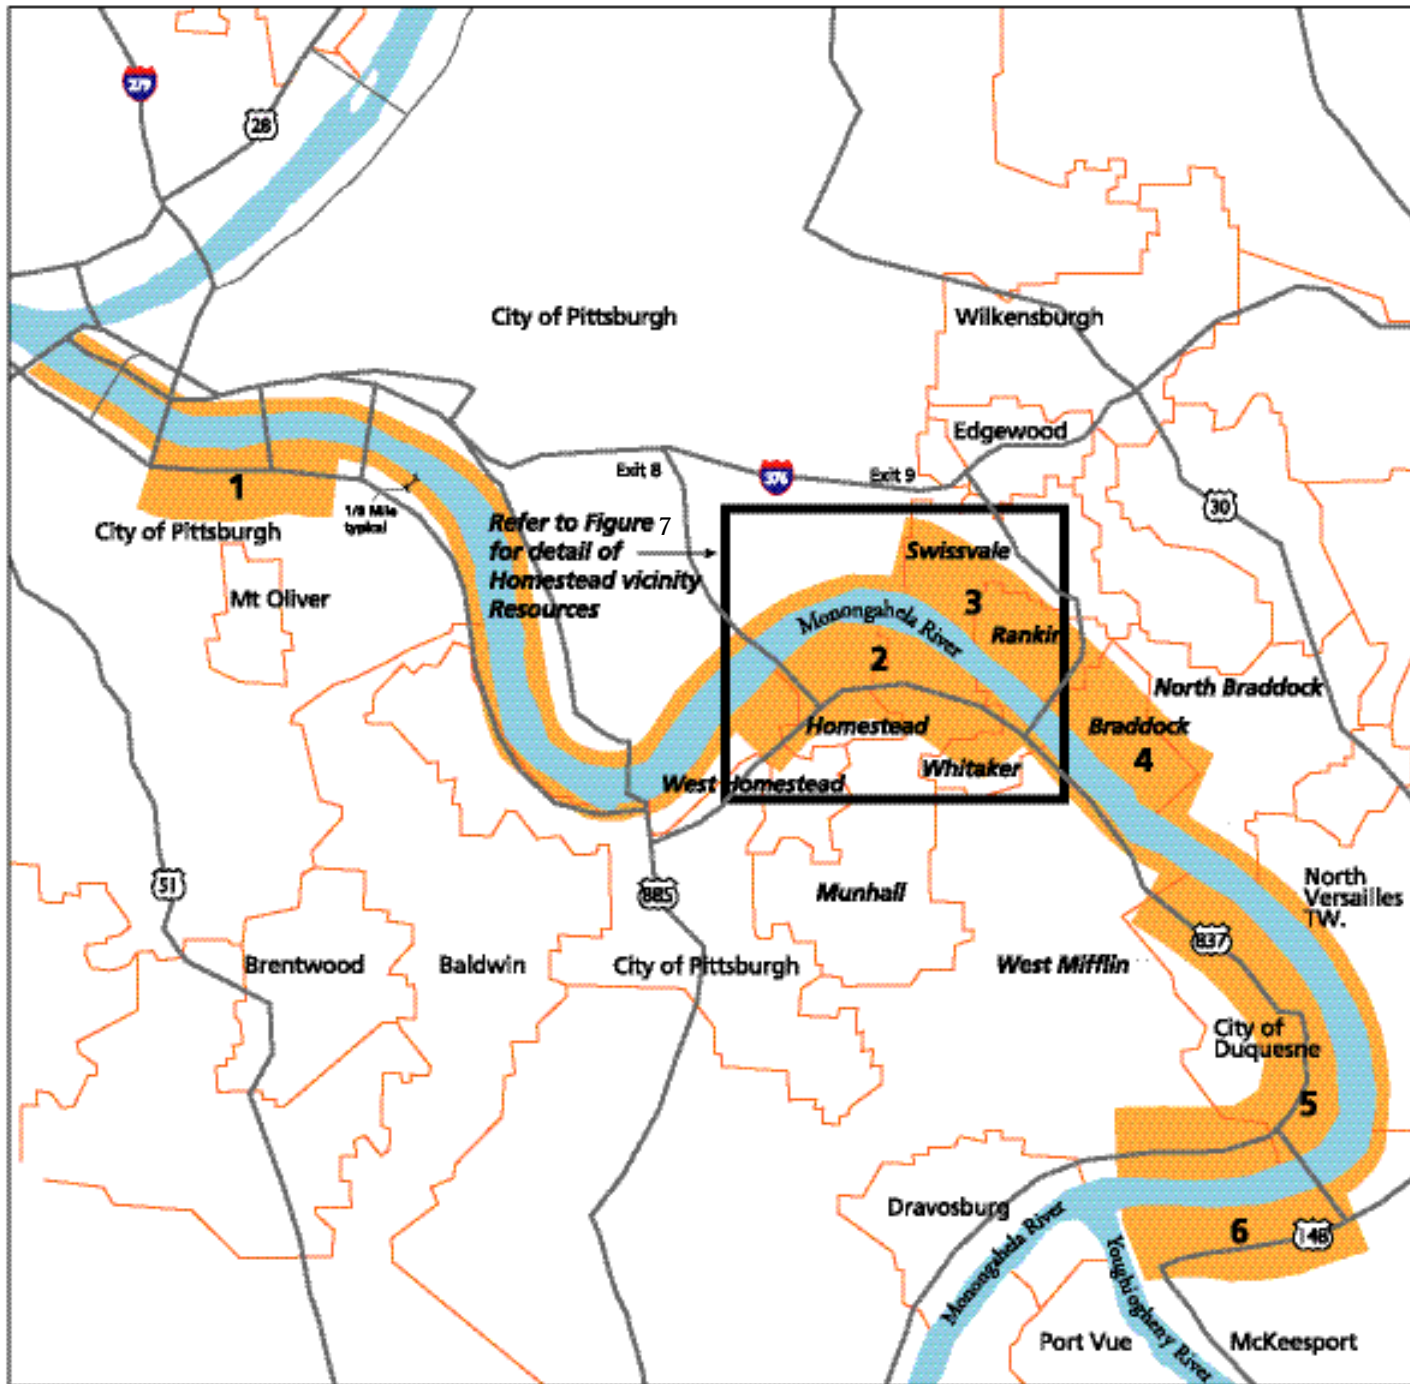 279
28
City of Pittsburgh
Wilkensburgh
Edgewood
Exit 8
376
Exit 9
30
1
1/8 Mile
typical
City of Pittsburgh
Refer to Figure 7
for detail of
Homestead vicinity
Resources
Swissvale
3
Mt Oliver
Monongahela River
Rankin
2
North Braddock
Homestead
Braddock
4
Whitaker
West Homestead
51
885
Munhall
North
Versailles
TW.
837
Brentwood
Baldwin
City of Pittsburgh
West Mifflin
City of
Duquesne
5
Dravosburg
6
148
Monongahela River
Youghiogheny River
Port Vue
McKeesport